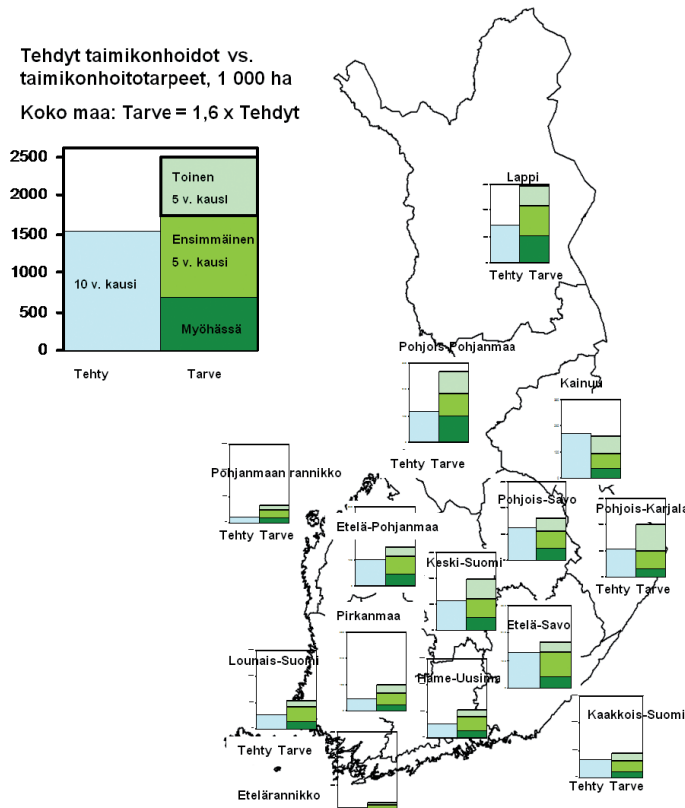 Tehdyt taimikonhoidot vs.
taimikonhoitotarpeet, 1 000 ha
Koko maa: Tarve = 1,6 x Tehdyt
2500
2000
1500
1000
500
0
Toinen
5 v. kausi
Ensimmäinen
5 v. kausi
10 v. kausi
Myöhässä
Tehty
Tarve
Lappi
Tehty Tarve
Pohjois-Pohjanmaa
Tehty Tarve
Kainuu
Pohjanmaan rannikko
Tehty Tarve
Etelä-Pohjanmaa
Pohjois-Savo
Pohjois-Karjala
Tehty Tarve
Keski-Suomi
Pirkanmaa
Etelä-Savo
Lounais-Suomi
Tehty Tarve
Häme-Uusimaa
Kaakkois-Suomi
Tehty Tarve
Etelärannikko